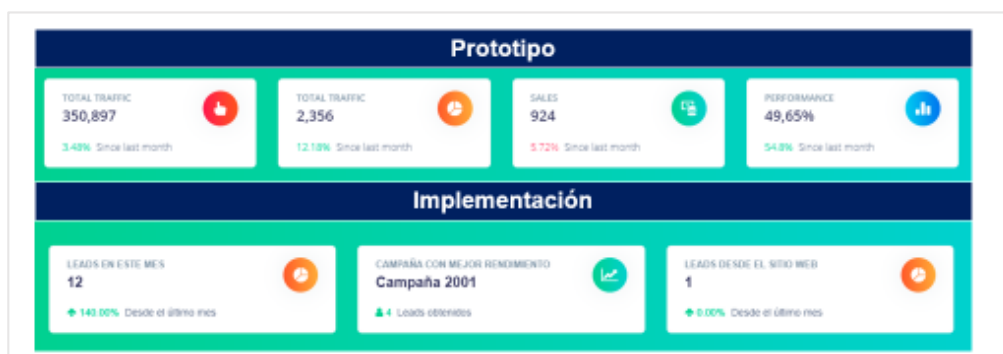 Prototipo
TOTAL TRAFFIC
350,897
3.48% Since last month
TOTAL TRAFFIC
2,356
12.18% Since last month
SALES
924
5.72% Since last month
PERFORMANCE
49,65%
54.8% Since last month
Implementación
LEADS EN ESTE MES
12
140.00% Desde el último mes
CAMPAÑA CON MEJOR RENDIMIENTO
Campaña 2001
4 Leads obtenidos
LEADS DESDE EL SITIO WEB
1
0.00% Desde el último mes